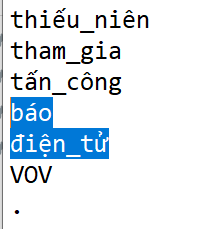 thiếu_niên
tham_gia
tấn_công
báo
điện_tử
VOV
.